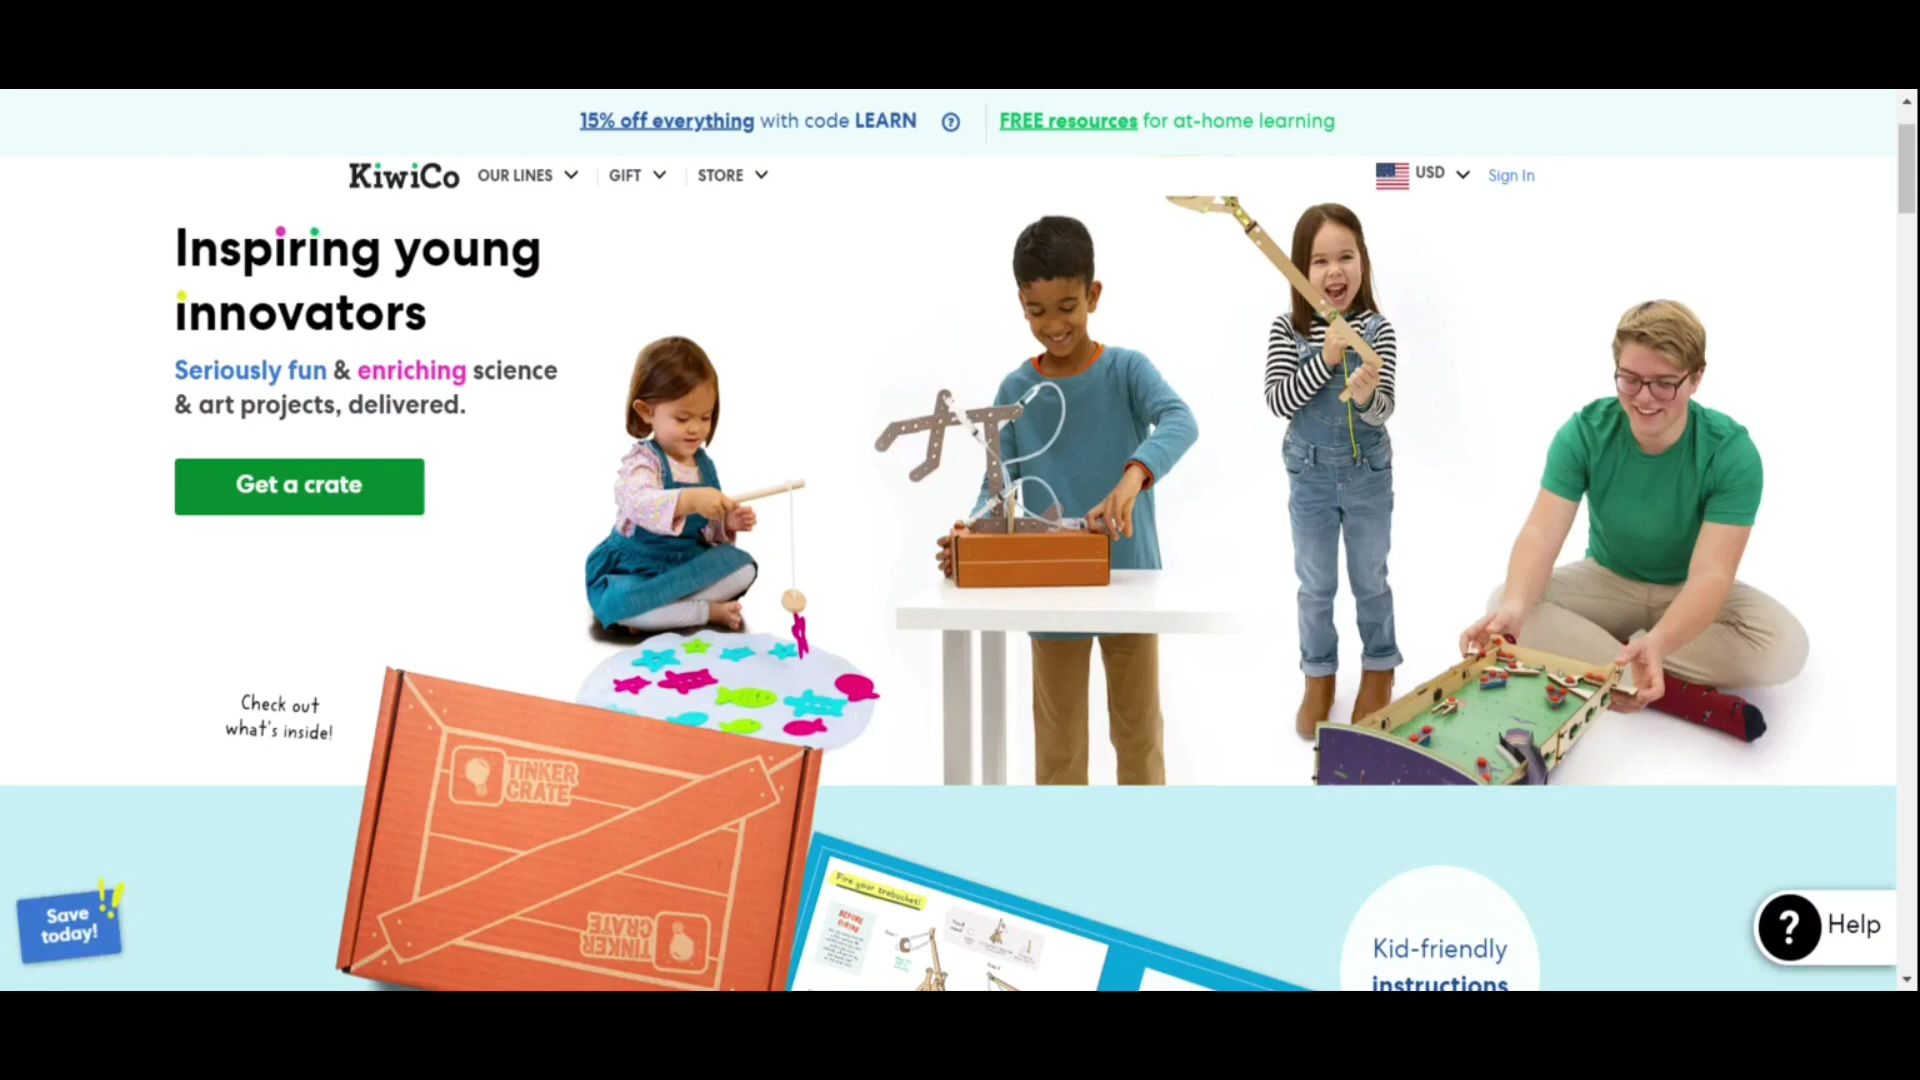 15% off everything with code LEARN ?
FREE resources for at-home learning
KiwiCo OUR LINES GIFT STORE
USD Sign In
Inspiring young
innovators
Seriously fun & enriching science
& art projects, delivered.
Get a crate
Check out
what's inside!
TINKER
CRATE
TINKER
CRATE
Fire your trebuchet!
BEFORE
FIRING
Save
today!
Kid-friendly
instructions
? Help